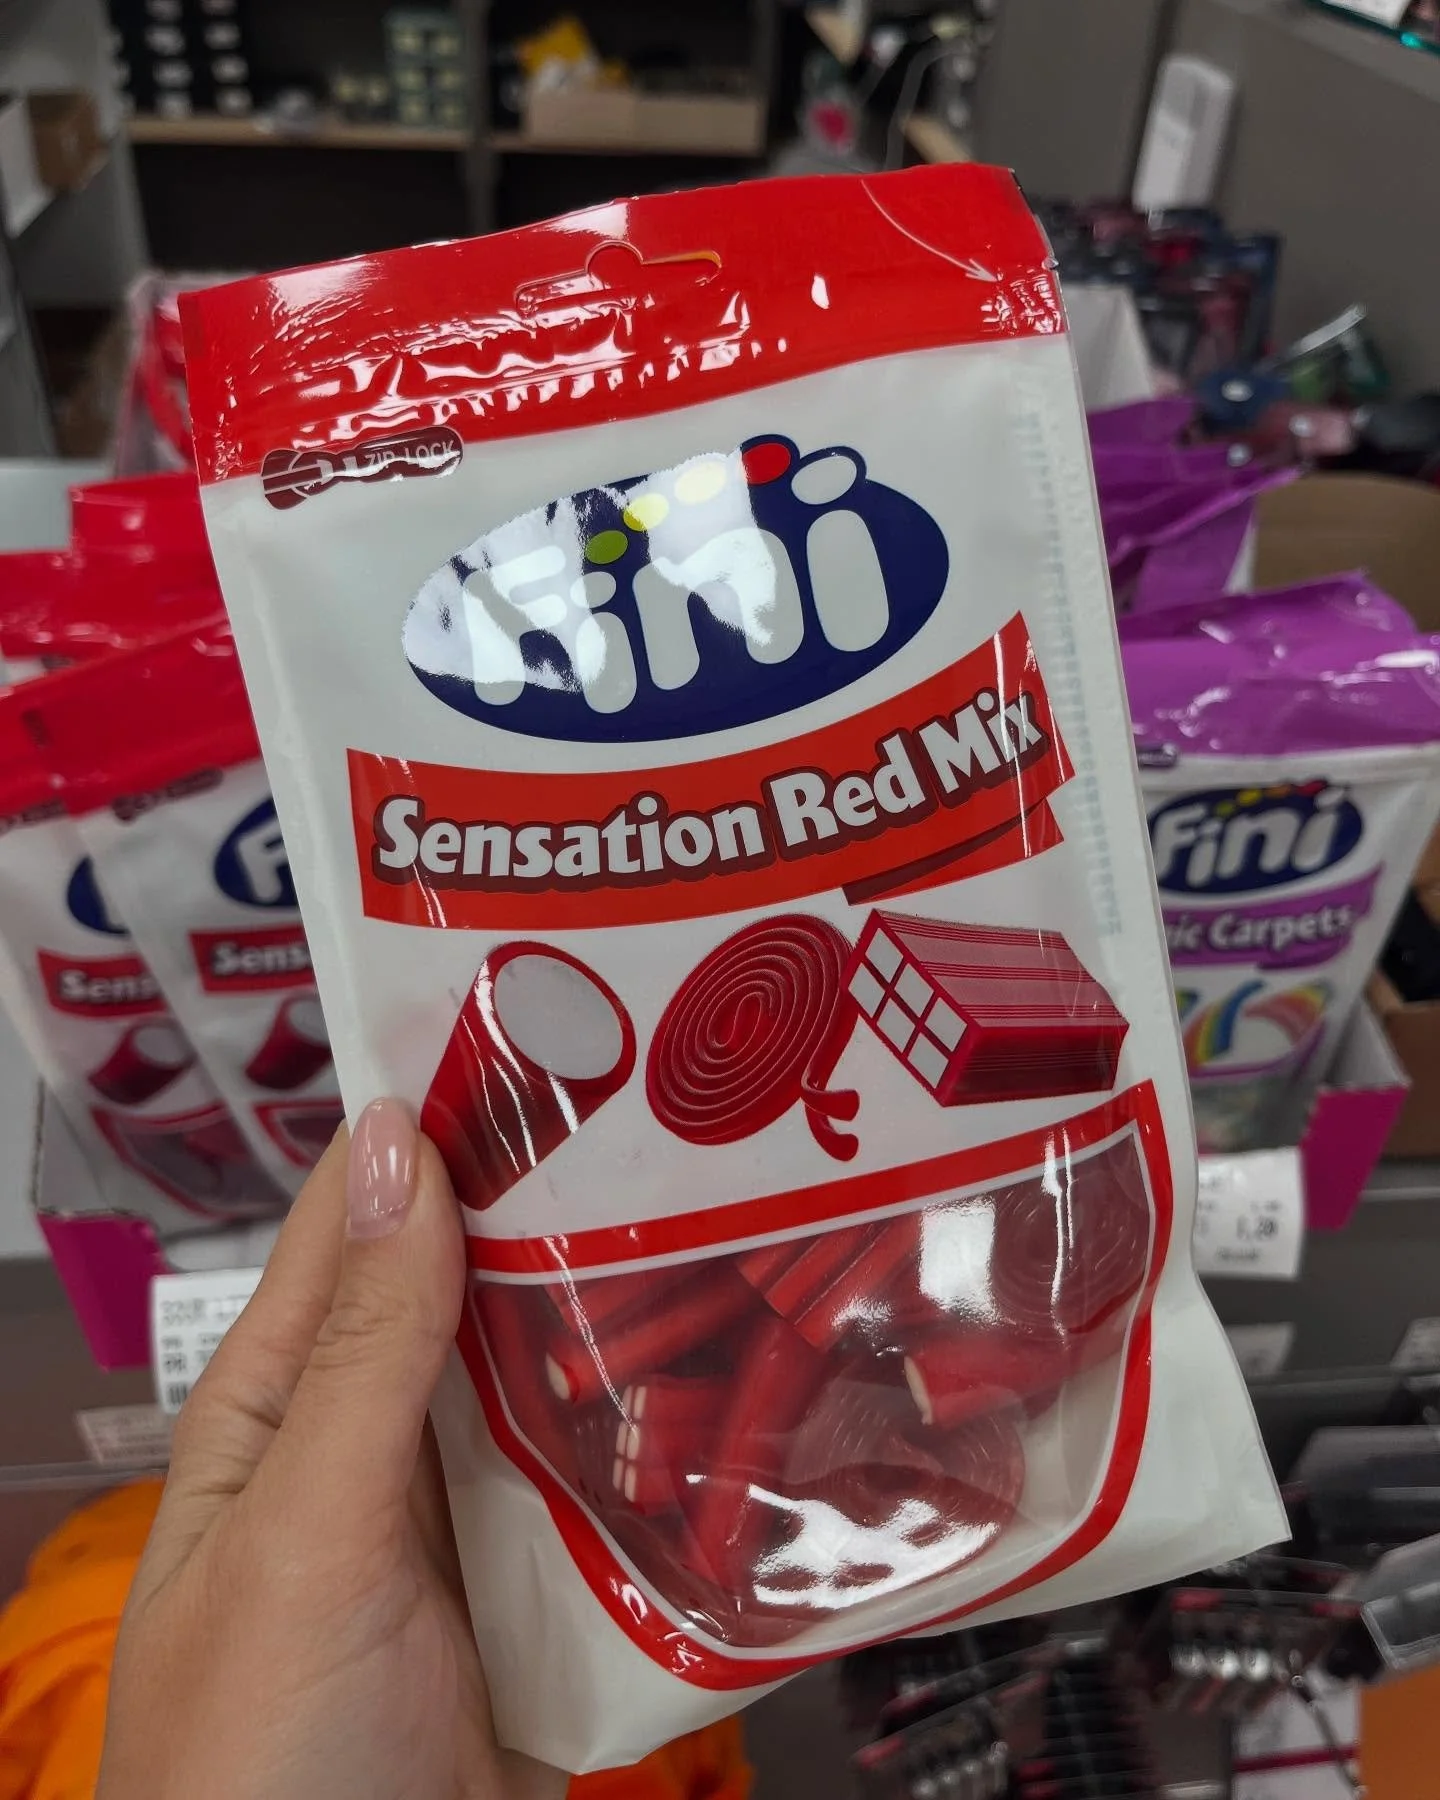 ZIP LOCK
Fini
Sensation Red Mix
Fini
ic Carpets
Sens
Sens